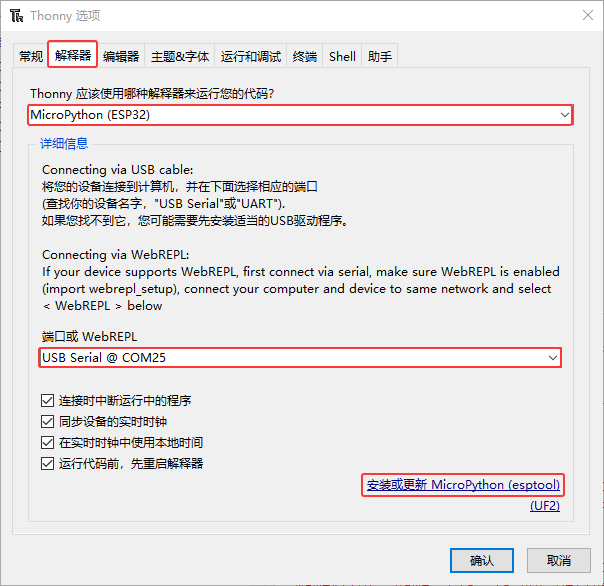 Thonny 选项
常规 解释器 编辑器 主题&字体 运行和调试 终端 Shell 助手
Thonny 应该使用哪种解释器来运行您的代码？
MicroPython (ESP32)
详细信息
Connecting via USB cable:
将您的设备连接到计算机，并在下面选择相应的端口
(查找你的设备名字，"USB Serial"或"UART").
如果您找不到它，您可能需要先安装适当的USB驱动程序。
Connecting via WebREPL:
If your device supports WebREPL, first connect via serial, make sure WebREPL is enabled
(import webrepl_setup), connect your computer and device to same network and select
< WebREPL > below
端口或 WebREPL
USB Serial @ COM25
连接时中断运行中的程序
同步设备的实时时钟
在实时时钟中使用本地时间
运行代码前，先重启解释器
安装或更新 MicroPython (esptool)
(UF2)
确认 取消